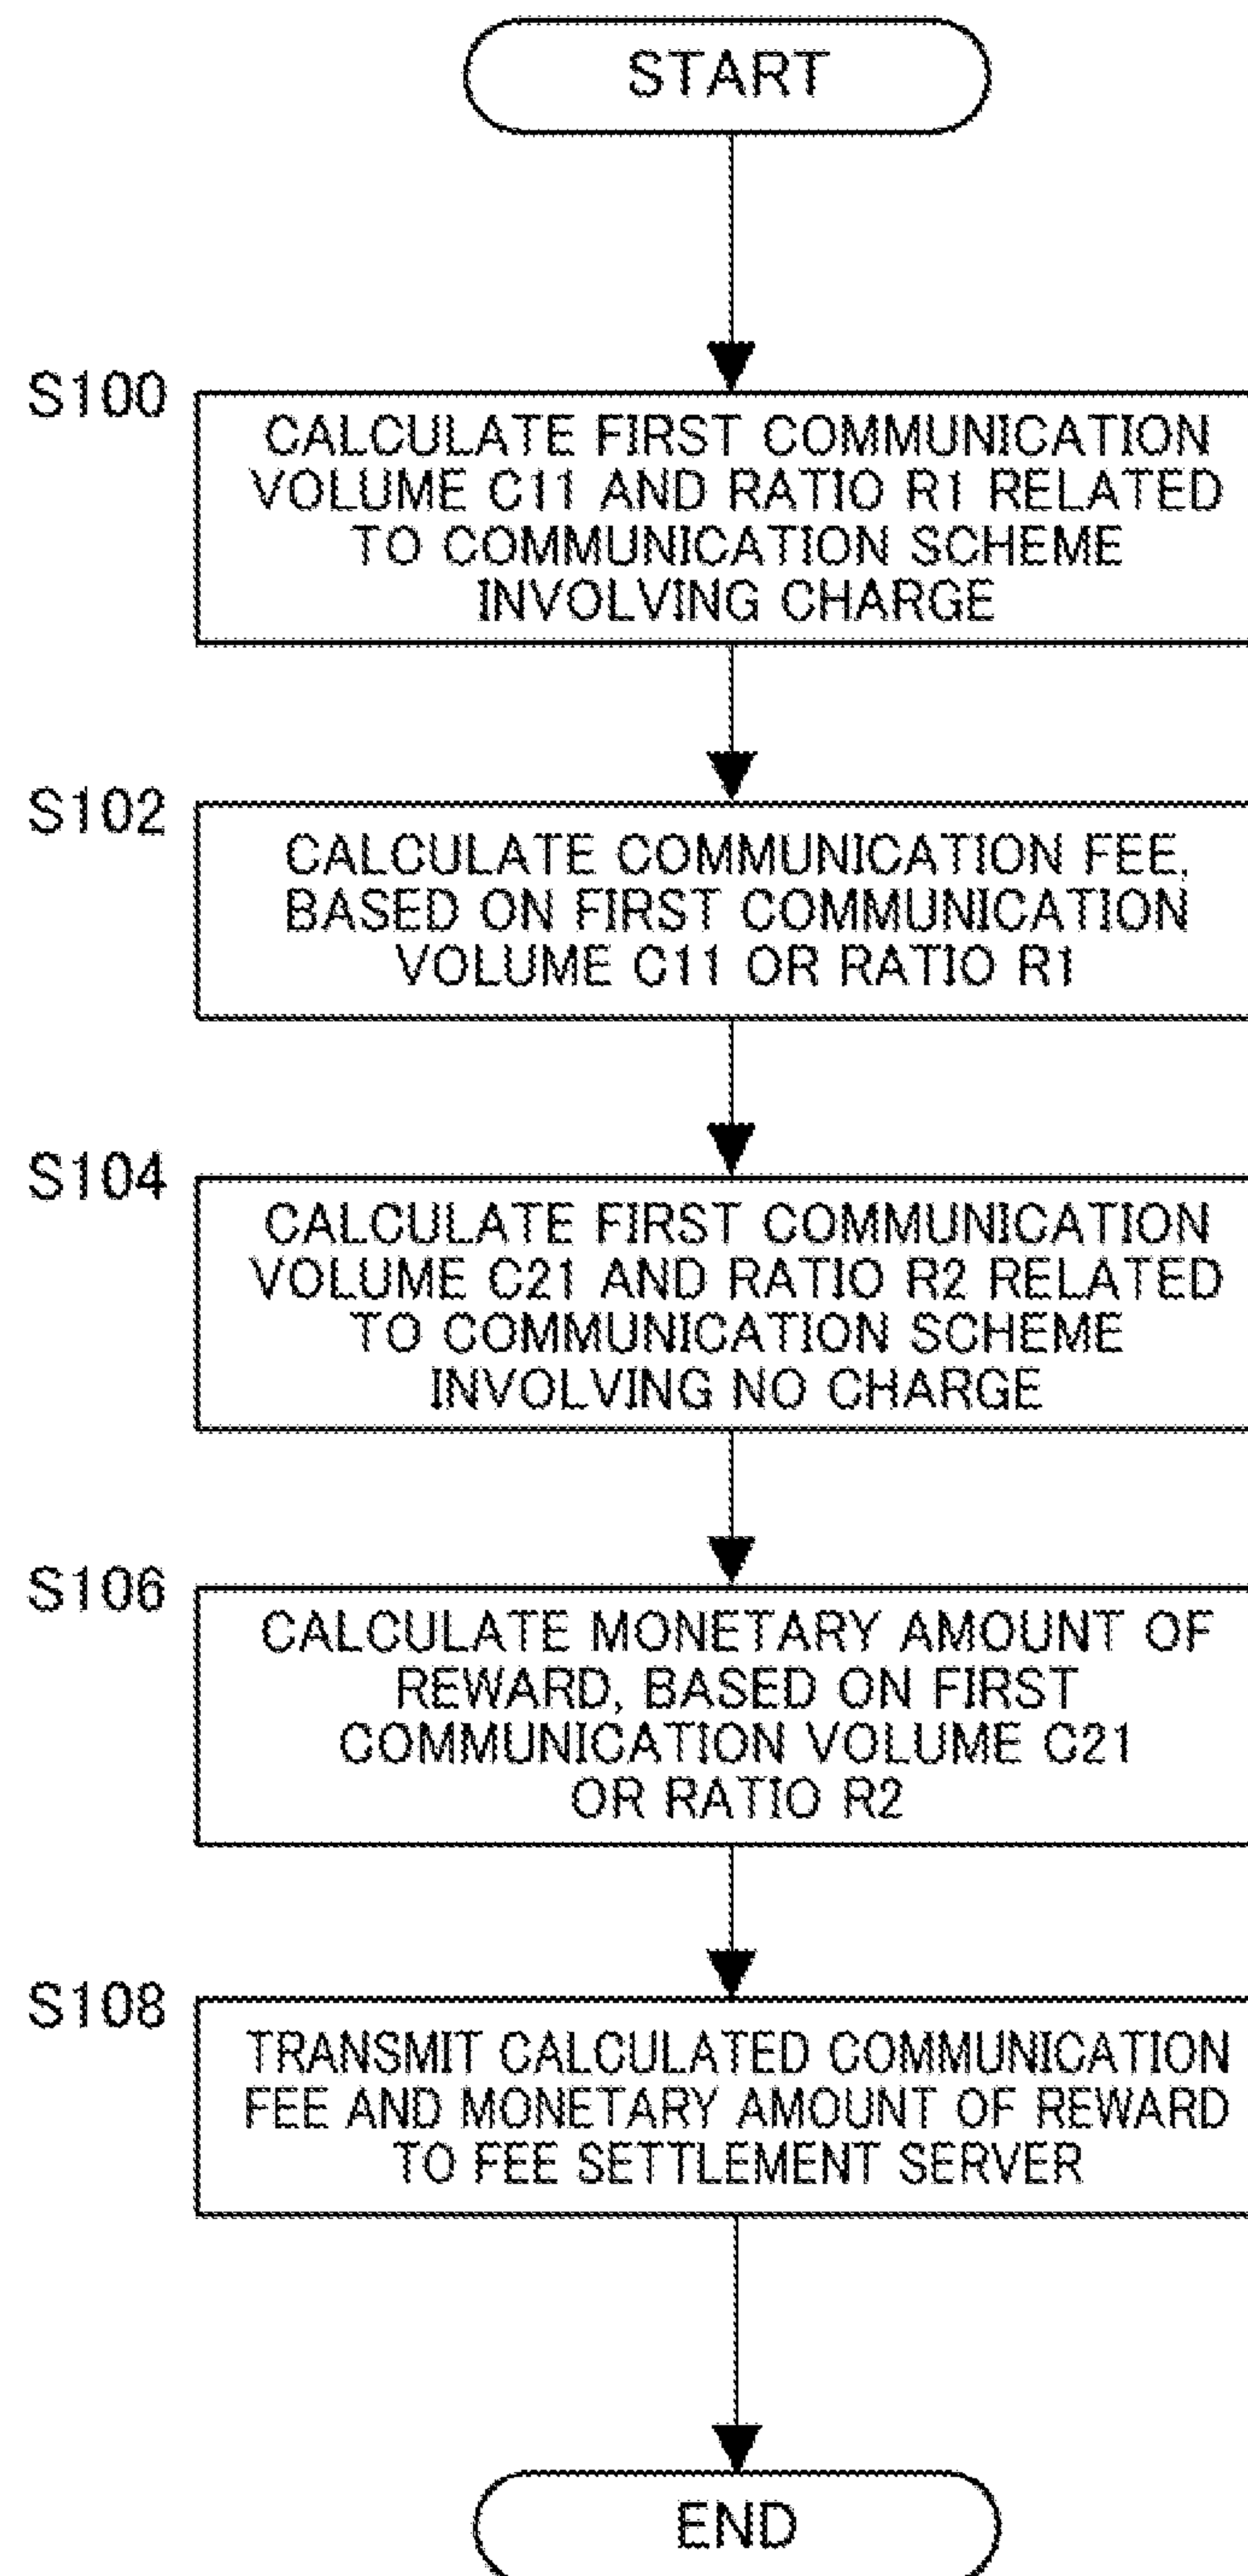 START
S100
CALCULATE FIRST COMMUNICATION
VOLUME C11 AND RATIO R1 RELATED
TO COMMUNICATION SCHEME
INVOLVING CHARGE
S102
CALCULATE COMMUNICATION FEE,
BASED ON FIRST COMMUNICATION
VOLUME C11 OR RATIO R1
S104
CALCULATE FIRST COMMUNICATION
VOLUME C21 AND RATIO R2 RELATED
TO COMMUNICATION SCHEME
INVOLVING NO CHARGE
S106
CALCULATE MONETARY AMOUNT OF
REWARD, BASED ON FIRST
COMMUNICATION VOLUME C21
OR RATIO R2
S108
TRANSMIT CALCULATED COMMUNICATION
FEE AND MONETARY AMOUNT OF REWARD
TO FEE SETTLEMENT SERVER
END